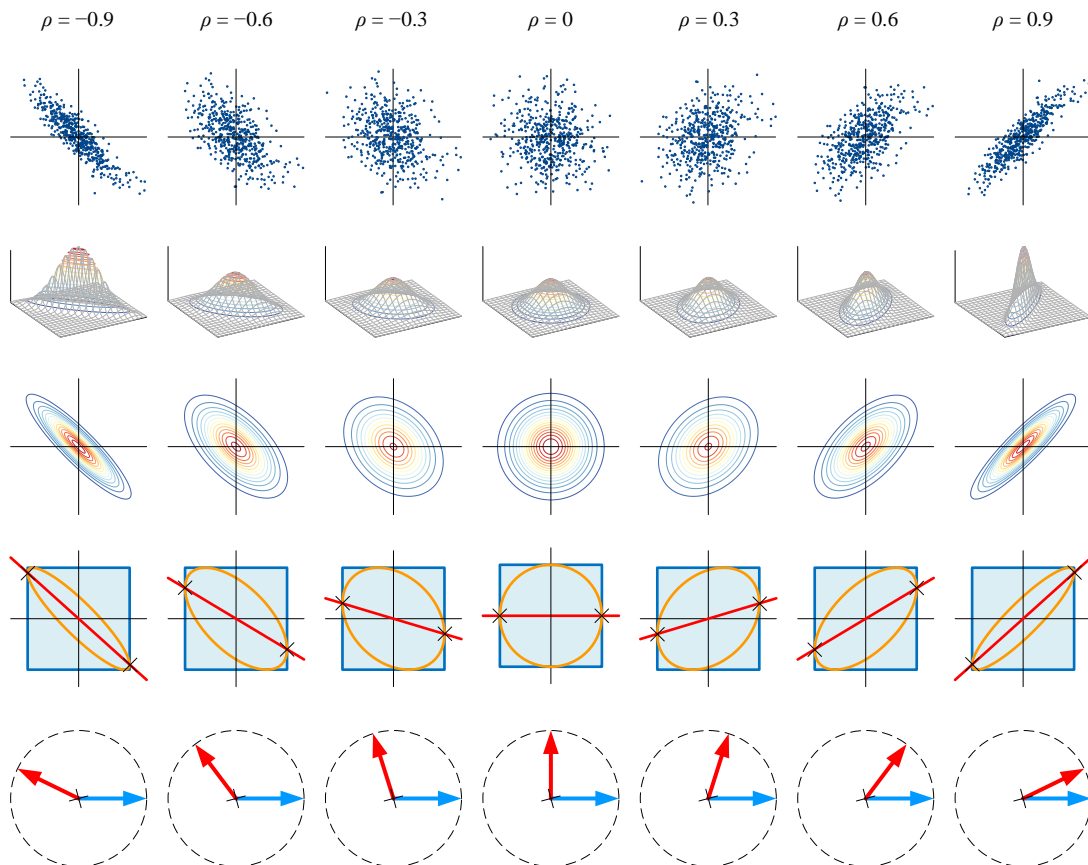 ρ = −0.9 ρ = −0.6 ρ = −0.3 ρ = 0 ρ = 0.3 ρ = 0.6 ρ = 0.9